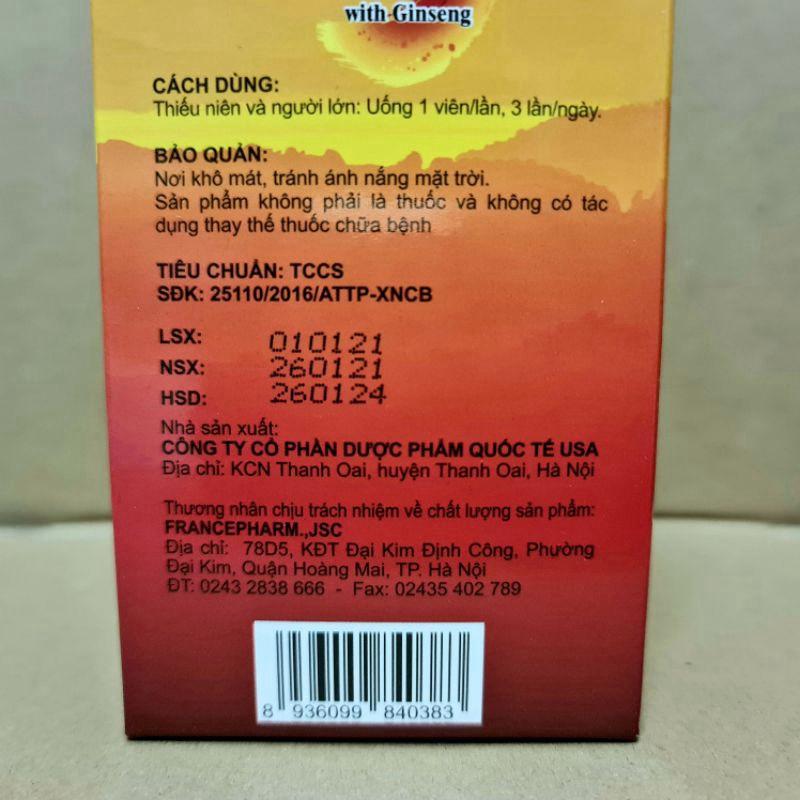 with Ginseng
CÁCH DÙNG:
Thiếu niên và người lớn: Uống 1 viên/lần, 3 lần/ngày.
BẢO QUẢN:
Nơi khô mát, tránh ánh nắng mặt trời.
Sản phẩm không phải là thuốc và không có tác
dụng thay thế thuốc chữa bệnh
TIÊU CHUẨN: TCCS
SĐK: 25110/2016/ATTP-XNCB
LSX: 010121
NSX: 260121
HSD: 260124
Nhà sản xuất:
CÔNG TY CỔ PHẦN DƯỢC PHẨM QUỐC TẾ USA
Địa chỉ: KCN Thanh Oai, huyện Thanh Oai, Hà Nội
Thương nhân chịu trách nhiệm về chất lượng sản phẩm:
FRANCEPHARM.,JSC
Địa chỉ: 78D5, KĐT Đại Kim Định Công, Phường
Đại Kim, Quận Hoàng Mai, TP. Hà Nội
ĐT: 0243 2838 666 - Fax: 02435 402 789
8 936099 840383